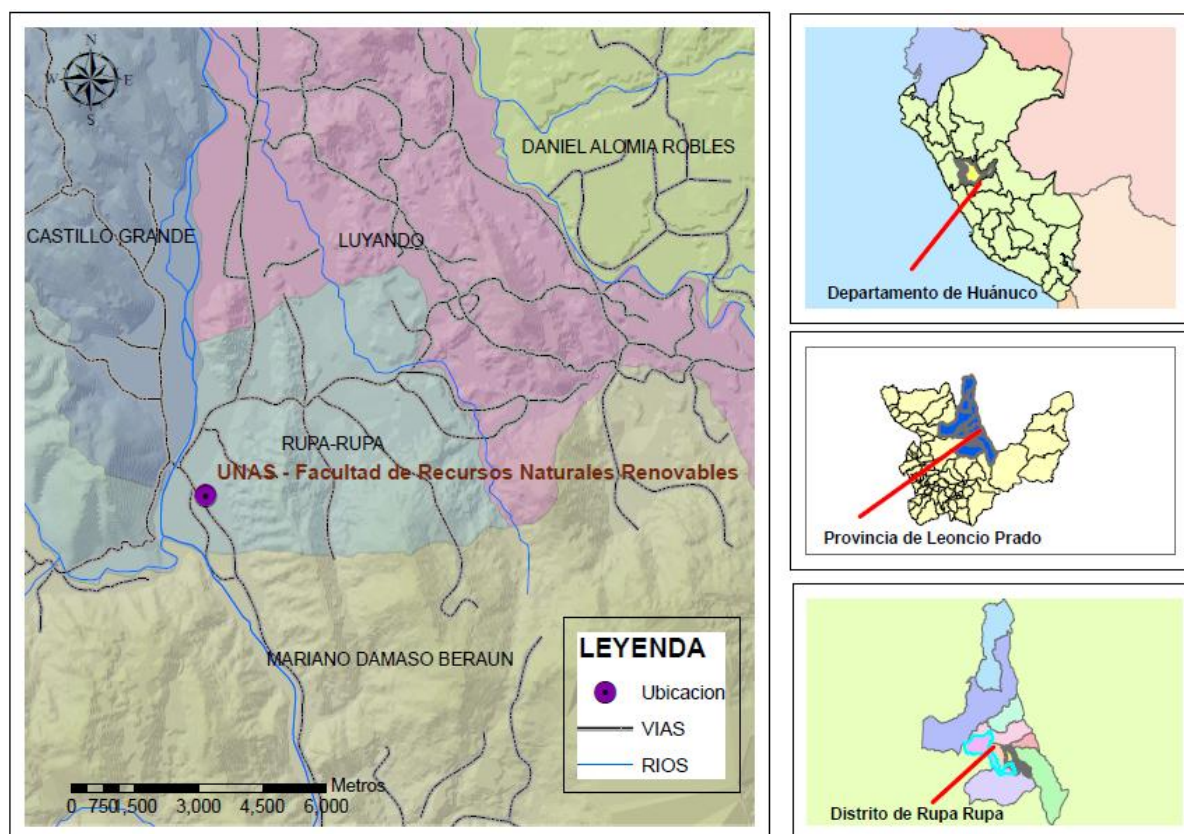 N
W E
S
DANIEL ALOMIA ROBLES
CASTILLO GRANDE
LUYANDO
RUPA-RUPA
UNAS - Facultad de Recursos Naturales Renovables
MARIANO DAMASO BERAUN
LEYENDA
Ubicacion
VIAS
RIOS
Metros
0 750 1,500 3,000 4,500 6,000
Departamento de Huánuco
Provincia de Leoncio Prado
Distrito de Rupa Rupa